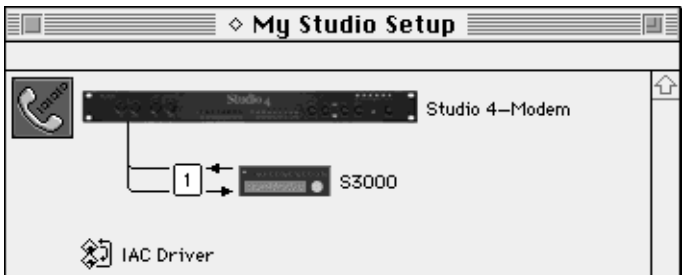 ◇ My Studio Setup
Studio 4
Studio 4–Modem
1
S3000
IAC Driver